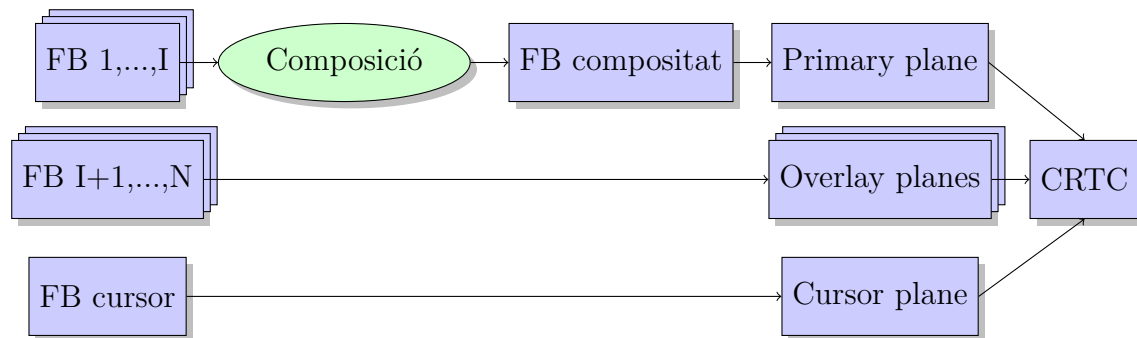 FB 1,...,I
Composició
FB compositat
Primary plane
FB I+1,...,N
Overlay planes
CRTC
FB cursor
Cursor plane